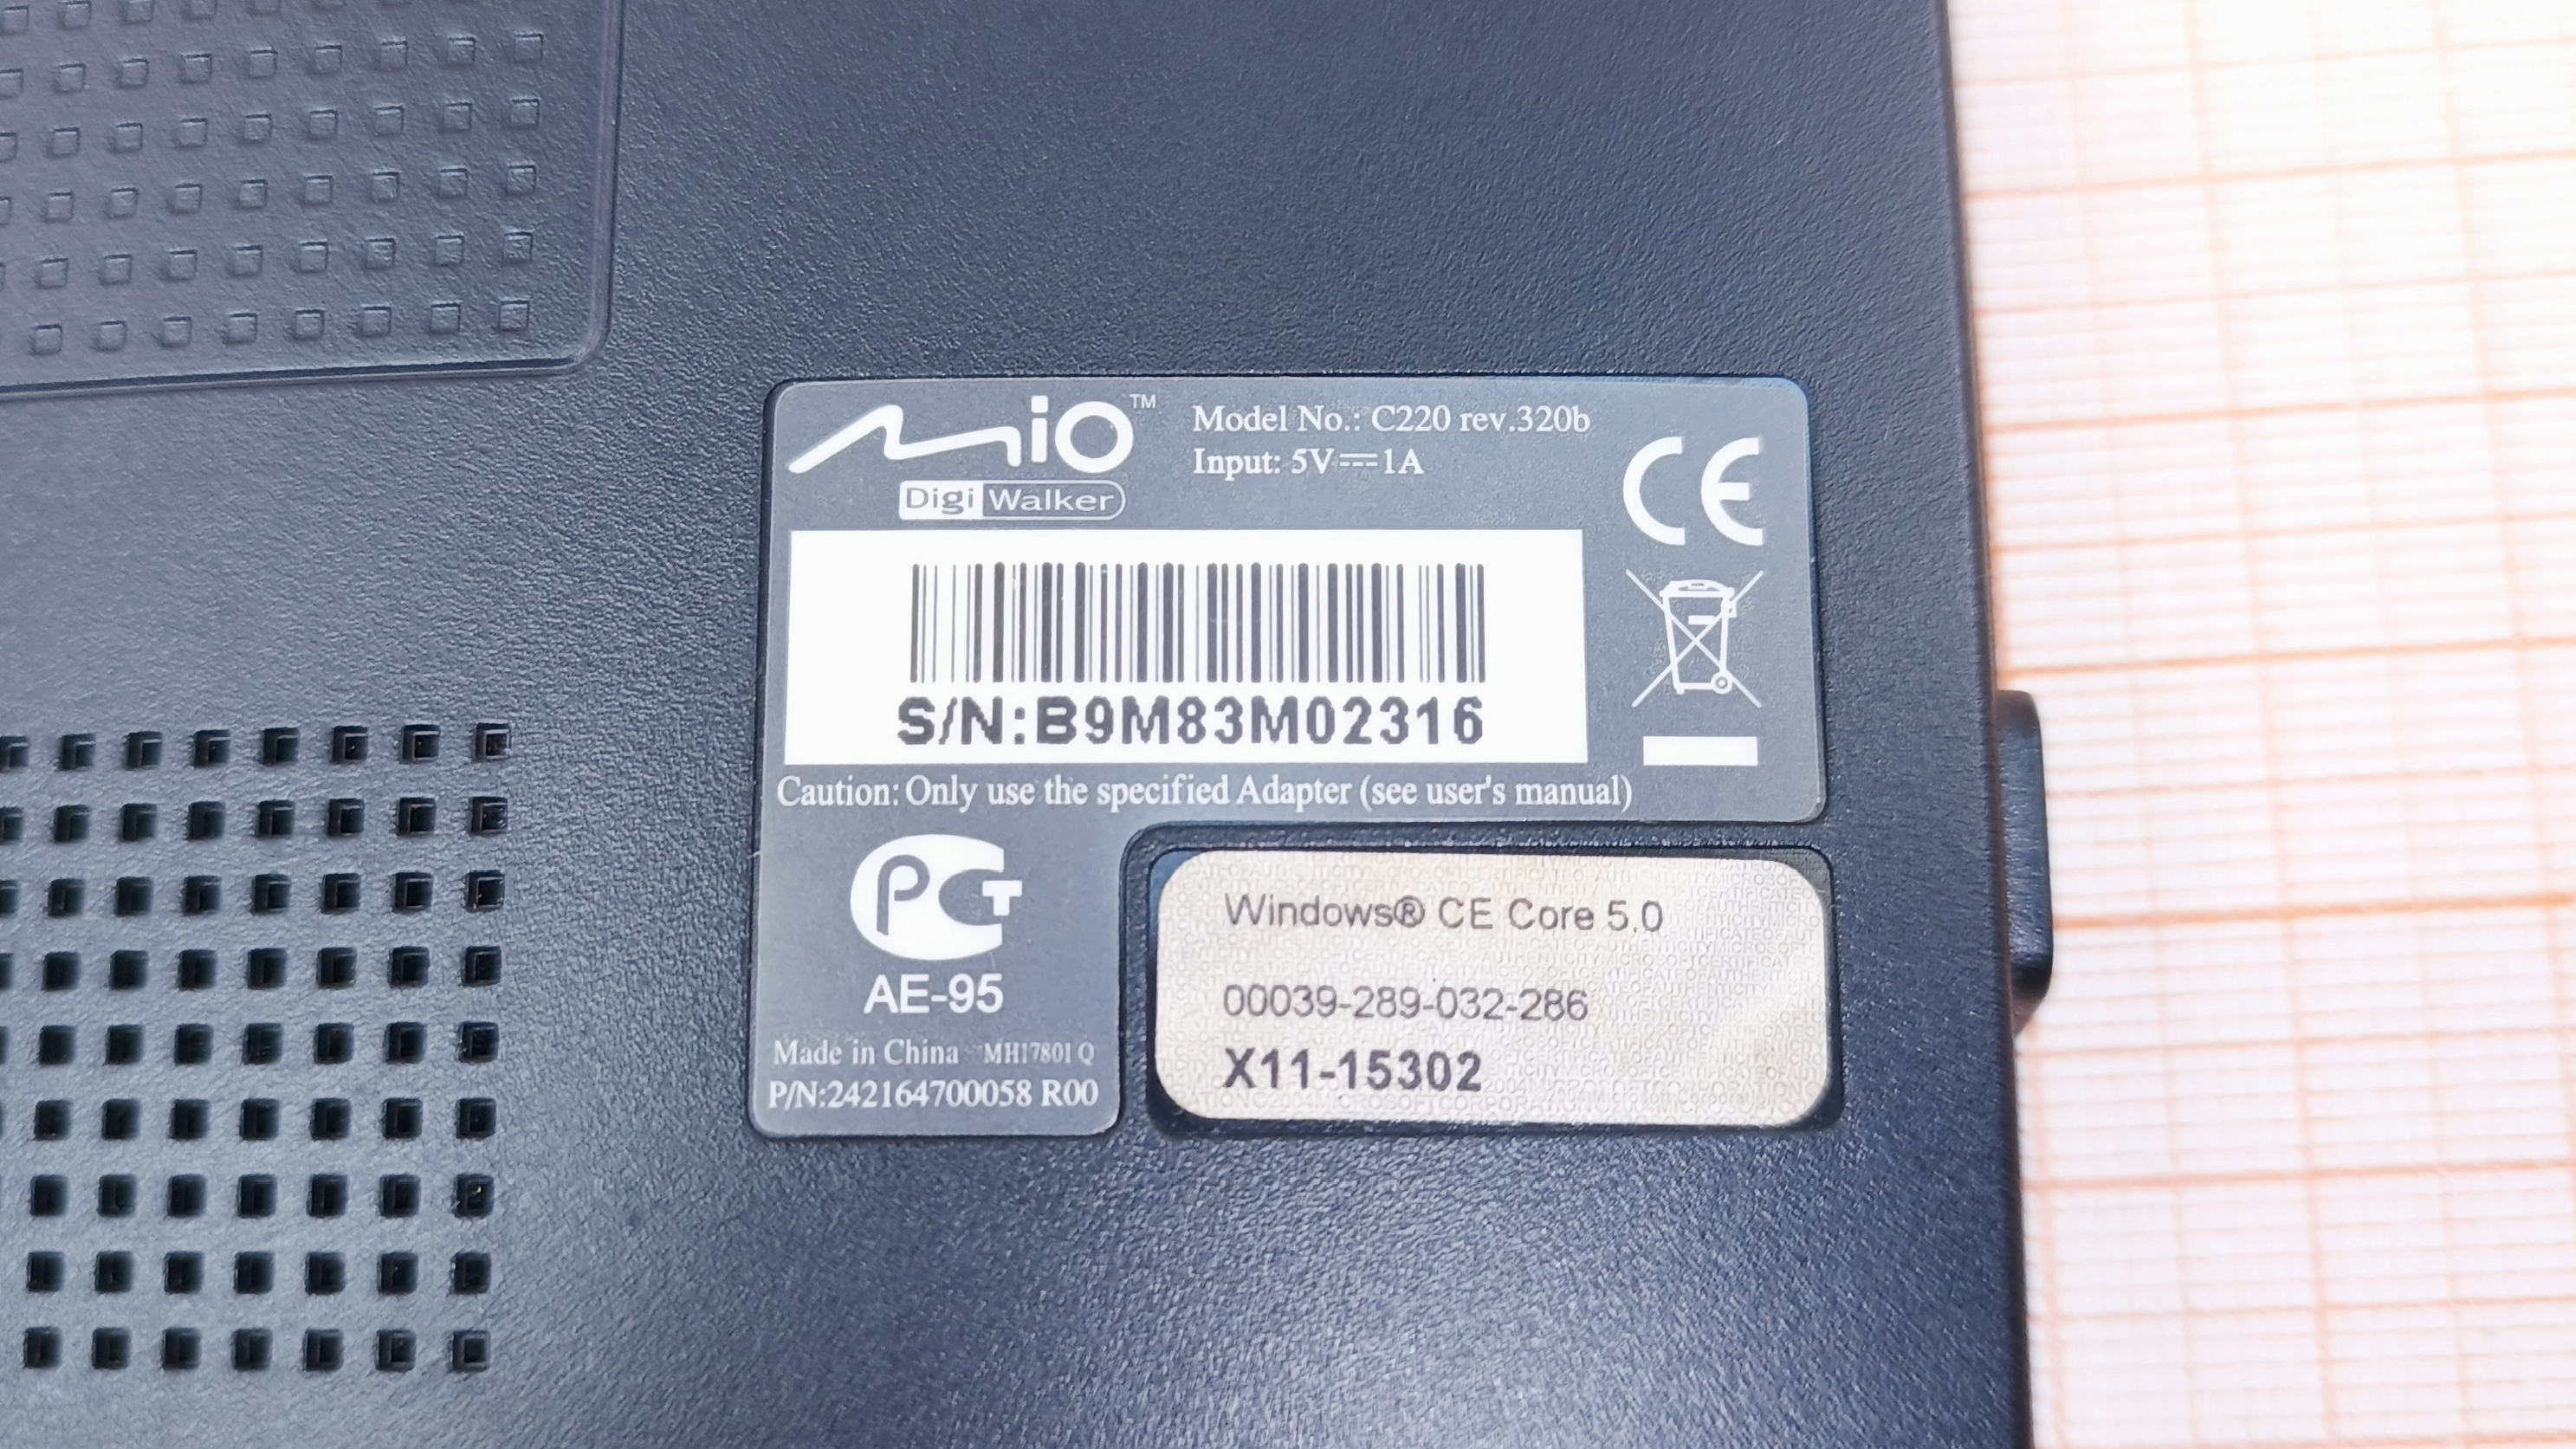 Mio™
Digi Walker
Model No.: C220 rev.320b
Input: 5V⎓1A
CE
S/N:B9M83M02316
Caution: Only use the specified Adapter (see user's manual)
РСТ
AE-95
Made in China MH17801 Q
P/N:242164700058 R00
Windows® CE Core 5.0
00039-289-032-286
X11-15302